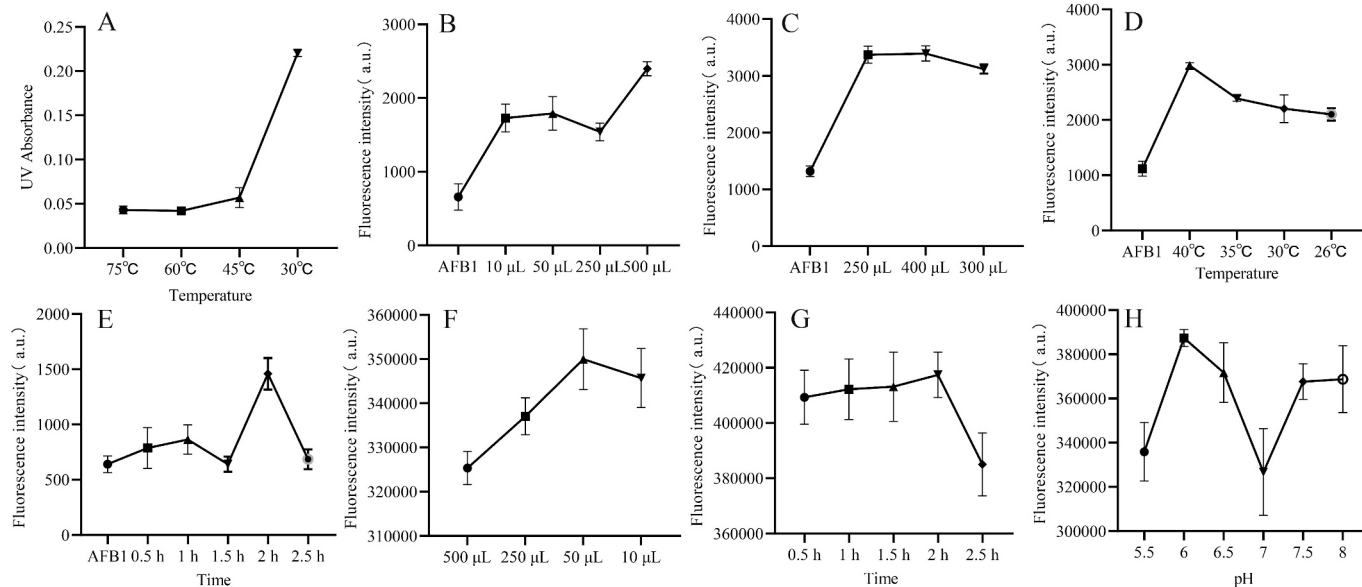 A
UV Absorbance
0.25
0.20
0.15
0.10
0.05
0.00
75℃ 60℃ 45℃ 30℃
Temperature
B
Fluorescence intensity( a.u.)
3000
2000
1000
0
AFB1 10 μL 50 μL 250 μL 500 μL
C
Fluorescence intensity( a.u.)
4000
3000
2000
1000
0
AFB1 250 μL 400 μL 300 μL
D
Fluorescence intensity( a.u.)
4000
3000
2000
1000
0
AFB1 40℃ 35℃ 30℃ 26℃
Temperature
E
Fluorescence intensity( a.u.)
2000
1500
1000
500
0
AFB1 0.5 h 1 h 1.5 h 2 h 2.5 h
Time
F
Fluorescence intensity( a.u.)
360000
350000
340000
330000
320000
310000
500 μL 250 μL 50 μL 10 μL
G
Fluorescence intensity( a.u.)
440000
420000
400000
380000
360000
0.5 h 1 h 1.5 h 2 h 2.5 h
Time
H
Fluorescence intensity( a.u.)
400000
380000
360000
340000
320000
300000
5.5 6 6.5 7 7.5 8
pH